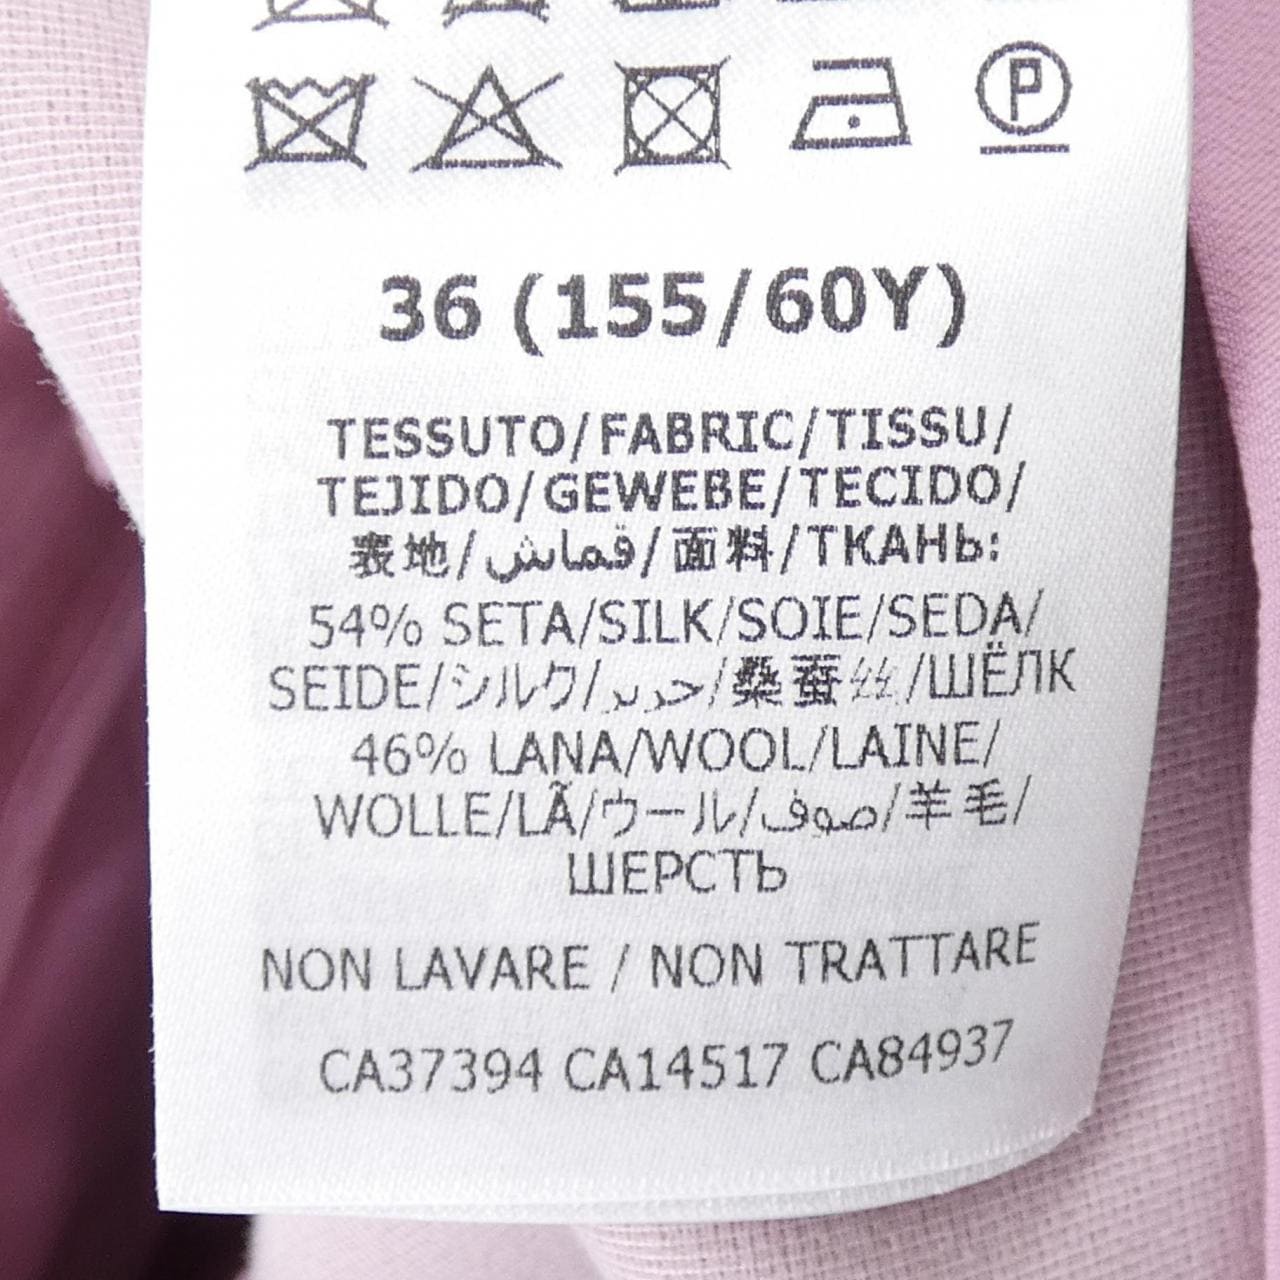 P
36 (155/60Y)
TESSUTO/FABRIC/TISSU/
TEJIDO/GEWEBE/TECIDO/
表地/قماش/面料/ТКАНЬ:
54% SETA/SILK/SOIE/SEDA/
SEIDE/シルク/حرير/桑蚕丝/ШЁЛК
46% LANA/WOOL/LAINE/
WOLLE/LÃ/ウール/صوف/羊毛/
ШЕРСТЬ
NON LAVARE / NON TRATTARE
CA37394 CA14517 CA84937